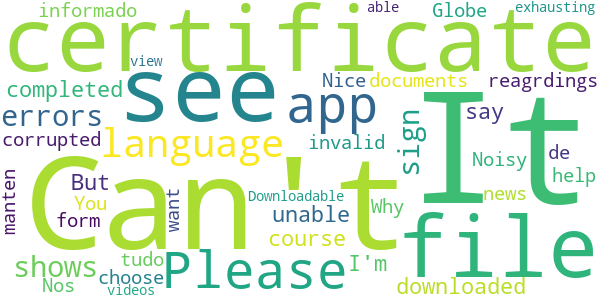 informado able Globe exhausting
certificate
view
completed see app Nice documents reagrdings
errors say
corrupted language invalid sign It
Noisy de
manten But Can't help
You want Downloadable Why news
form unable
course file
shows tudo Please I'm
Nos choose downloaded
videos